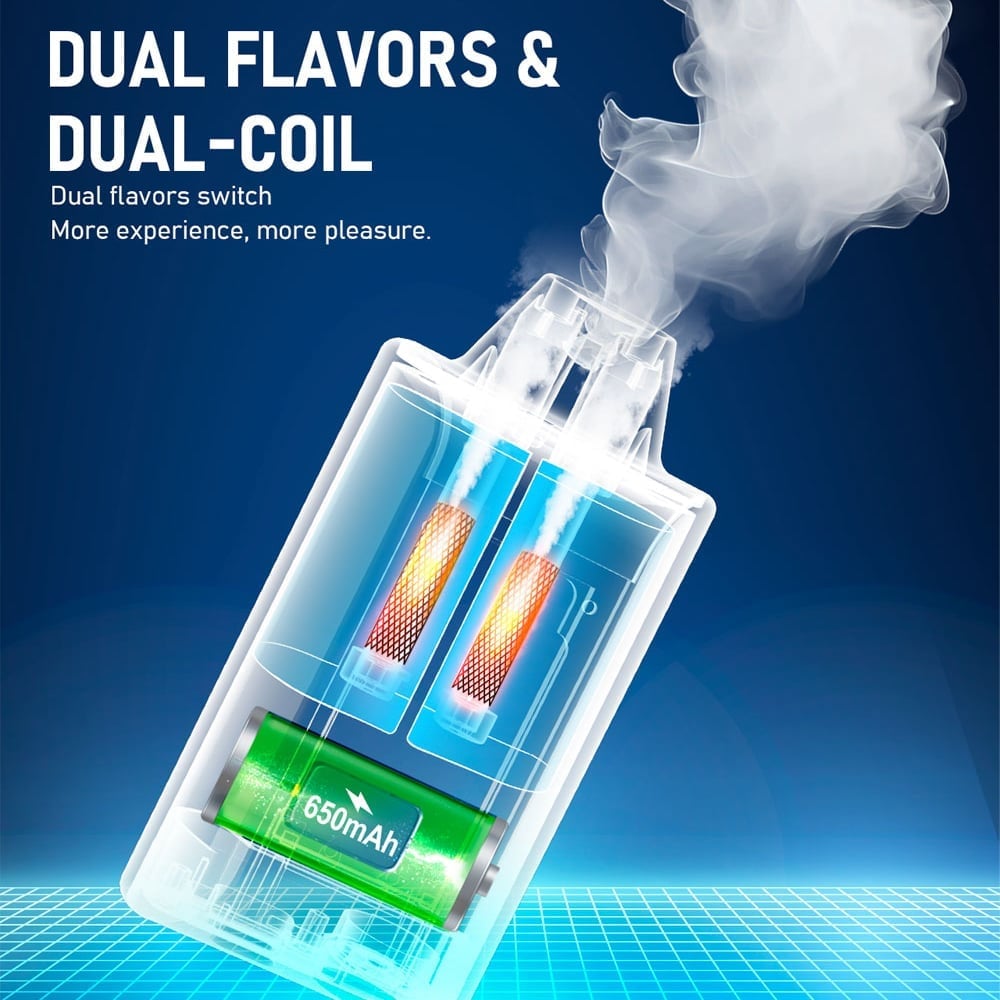 DUAL FLAVORS &
DUAL-COIL
Dual flavors switch
More experience, more pleasure.
650mAh